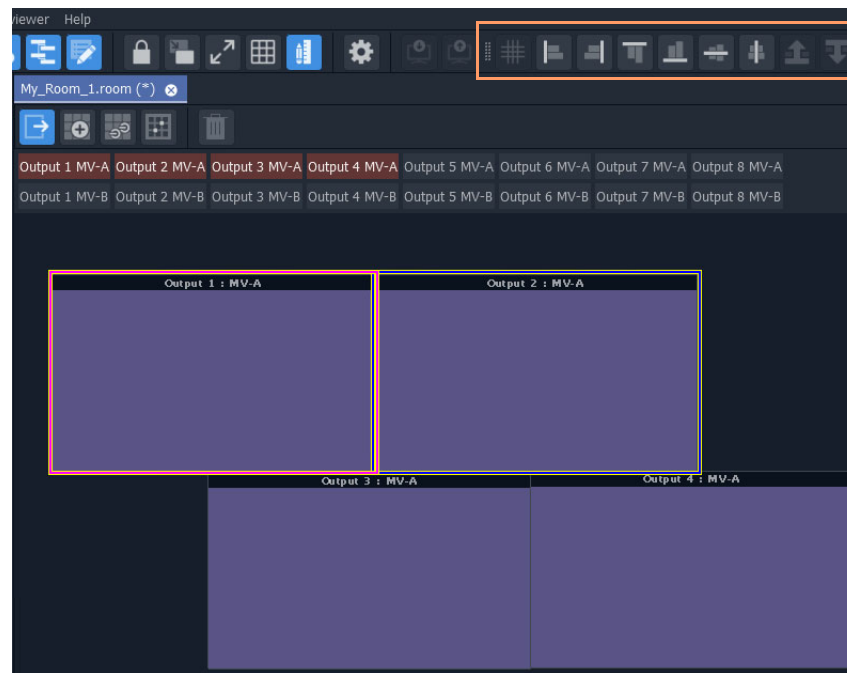 iewer Help
My_Room_1.room (*)
Output 1 MV-A Output 2 MV-A Output 3 MV-A Output 4 MV-A Output 5 MV-A Output 6 MV-A Output 7 MV-A Output 8 MV-A
Output 1 MV-B Output 2 MV-B Output 3 MV-B Output 4 MV-B Output 5 MV-B Output 6 MV-B Output 7 MV-B Output 8 MV-B
Output 1 : MV-A Output 2 : MV-A
Output 3 : MV-A Output 4 : MV-A